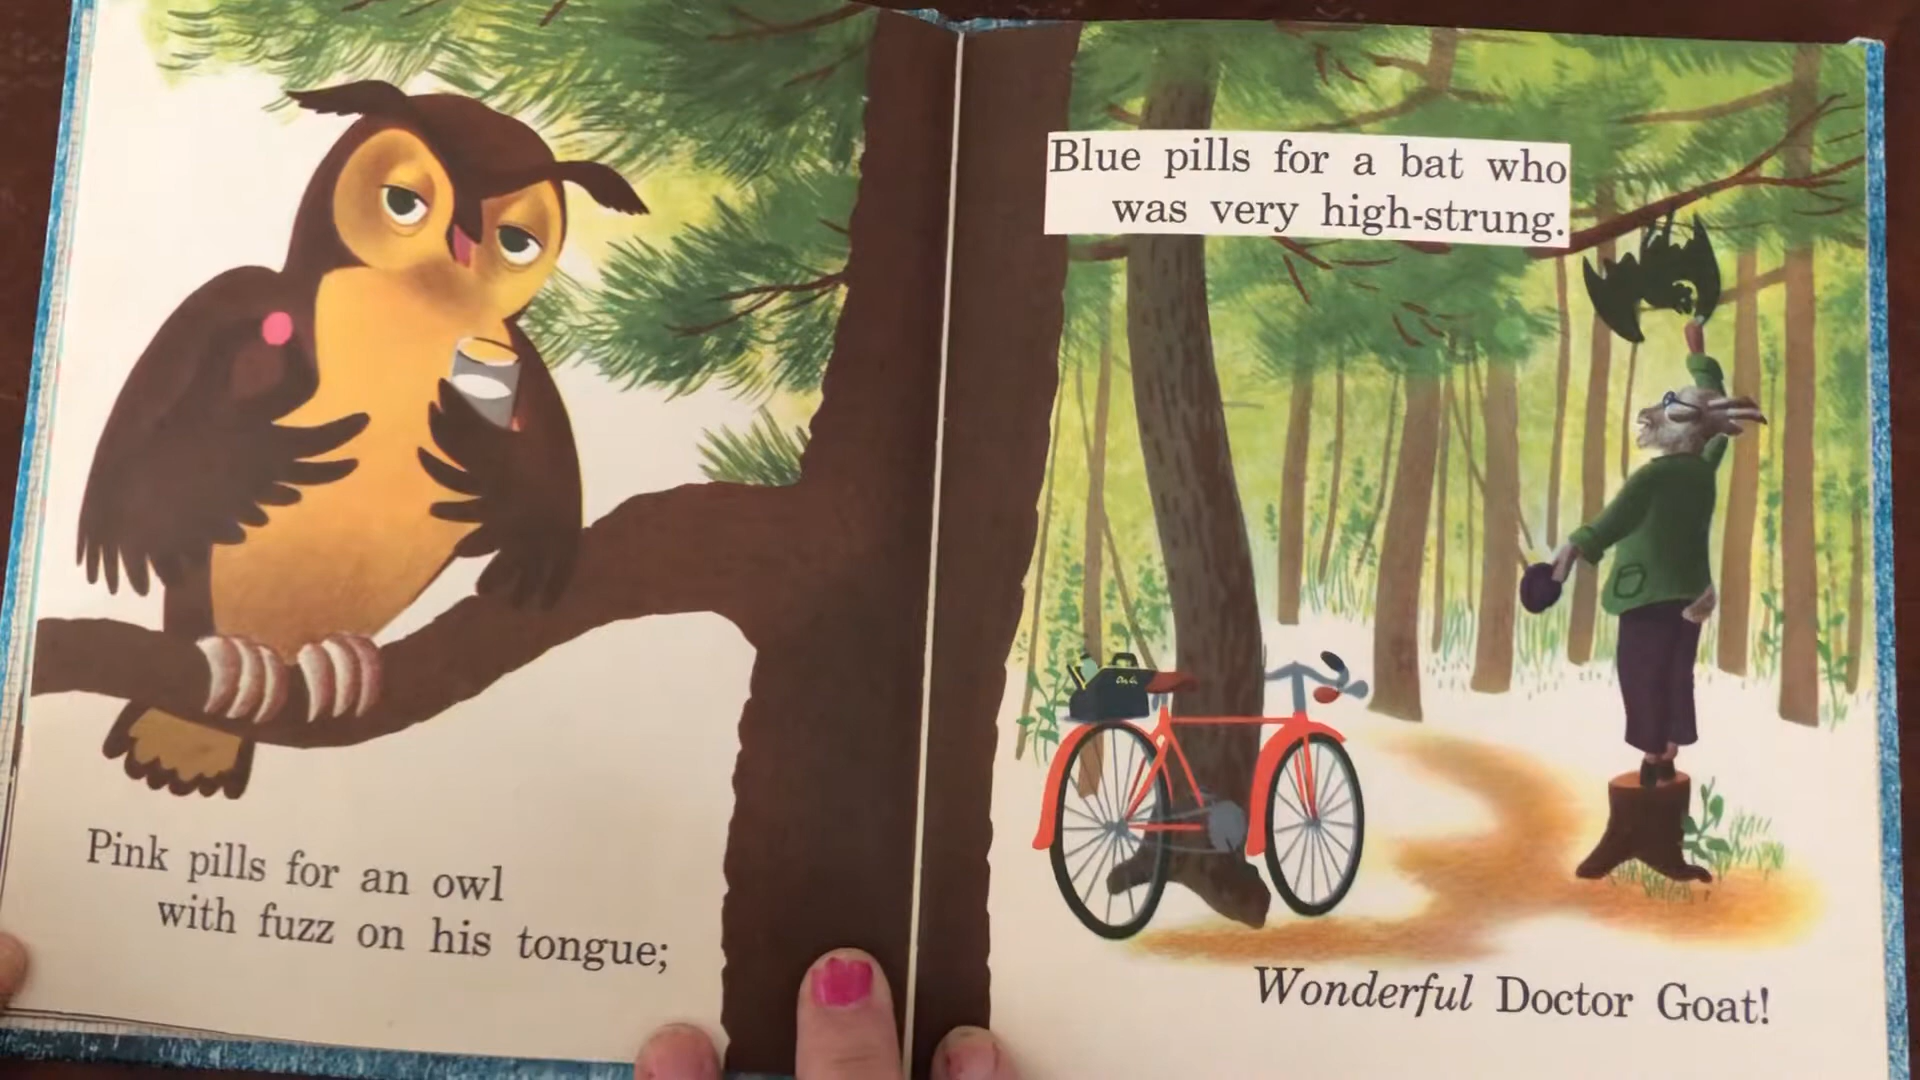 Pink pills for an owl
with fuzz on his tongue;
Blue pills for a bat who
was very high-strung.
Wonderful Doctor Goat!